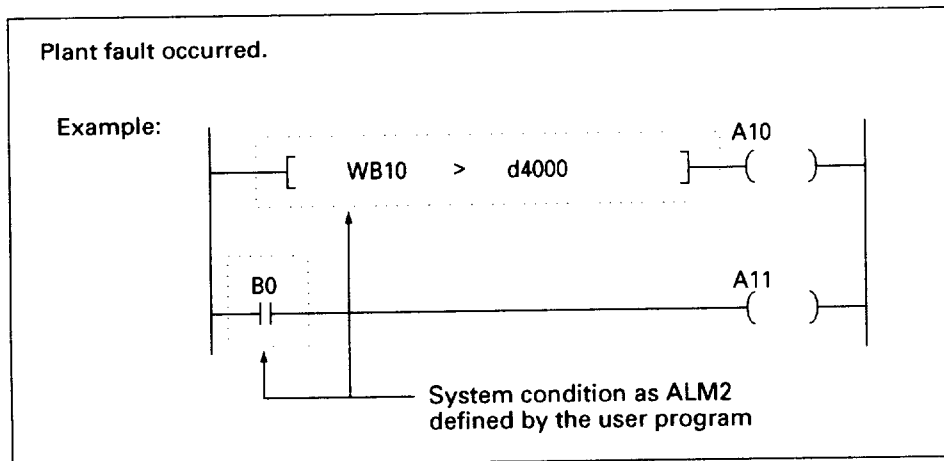 Plant fault occurred.
Example:
A10
WB10 > d4000
B0
A11
System condition as ALM2
defined by the user program